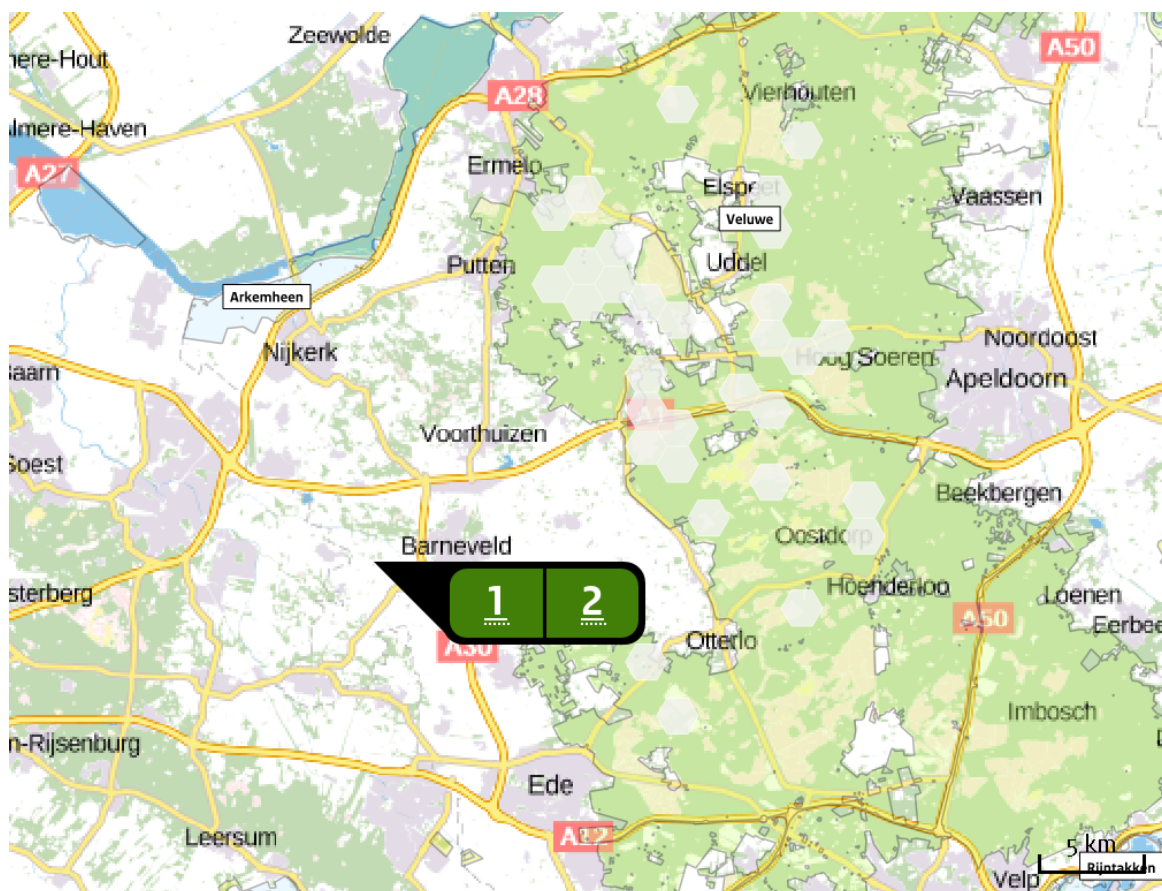 Zeewolde
A50
nere-Hout
A28
Vierhouten
lmere-Haven
Ermelo
A27
Elspeet
Vaassen
Veluwe
Putten
Uddel
Arkemheen
Nijkerk
Noordoost
Hoog Soeren
Baarn
Apeldoorn
Voorthuizen
Soest
Beekbergen
Oostdorp
Barneveld
Hoenderloo
sterberg
Loenen
1 2
A50
Eerbee
A30
Otterlo
Imbosch
n-Rijsenburg
Ede
Leersum
A12
5 km
Rijntakken
Velp